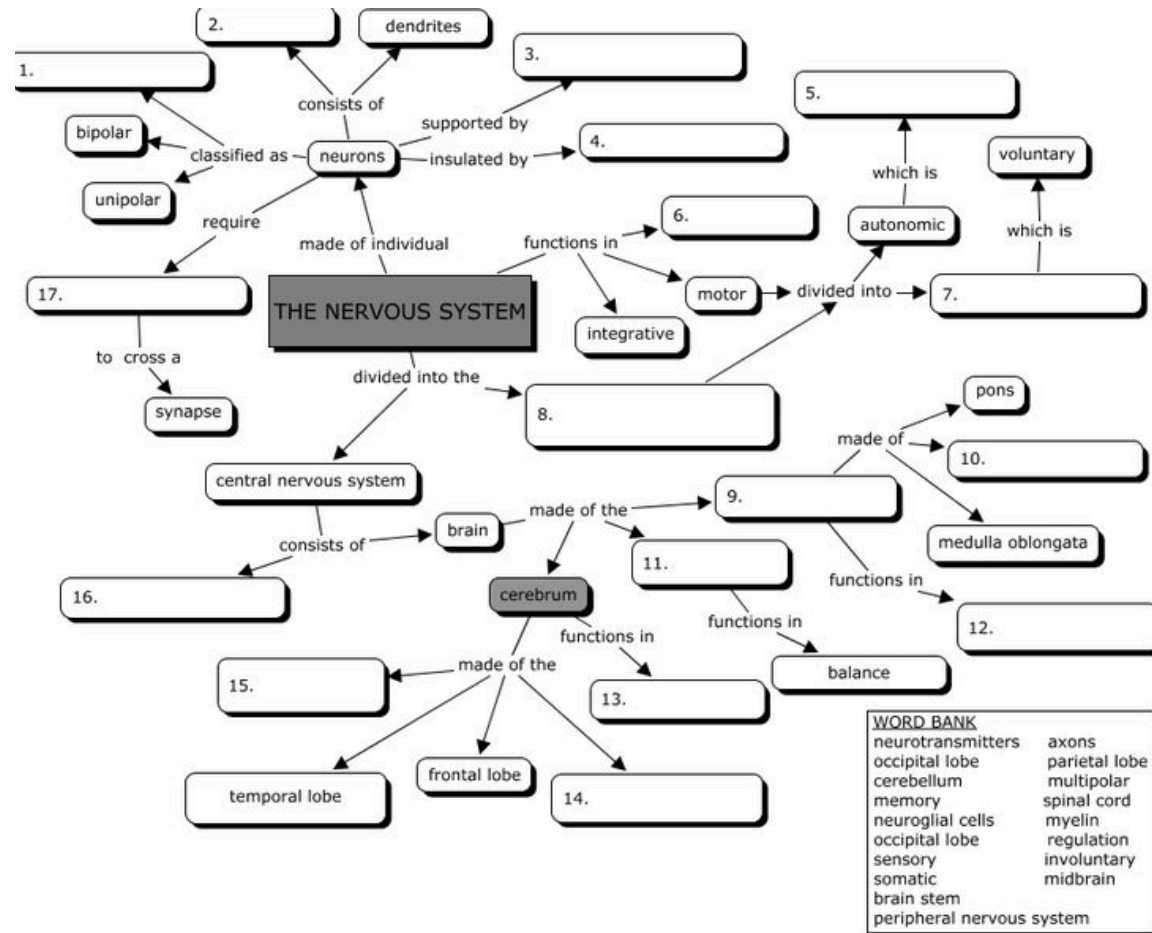 2.
dendrites
3.
1.
consists of
5.
bipolar
supported by
classified as
neurons
insulated by
4.
voluntary
unipolar
which is
require
6.
autonomic
made of individual
functions in
which is
17.
THE NERVOUS SYSTEM
motor
divided into
7.
integrative
to cross a
divided into the
pons
synapse
8.
made of
10.
central nervous system
9.
brain
made of the
medulla oblongata
consists of
11.
functions in
16.
cerebrum
12.
functions in
functions in
made of the
15.
13.
balance
frontal lobe
temporal lobe
14.
WORD BANK
neurotransmitters axons
occipital lobe parietal lobe
cerebellum multipolar
memory spinal cord
neuroglial cells myelin
occipital lobe regulation
sensory involuntary
somatic midbrain
brain stem
peripheral nervous system